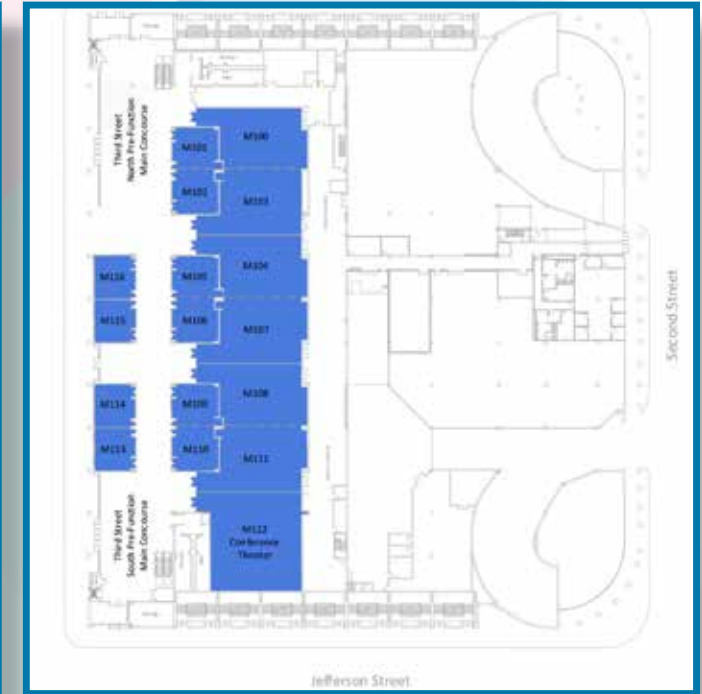 Third Street
North Pre-Function
Main Concourse
M100
M101
M102
M103
M104
M116
M105
M115
M106
M107
M108
M114
M109
M113
M110
M111
M112
Conference
Theater
Third Street
South Pre-Function
Main Concourse
Second Street
Jefferson Street